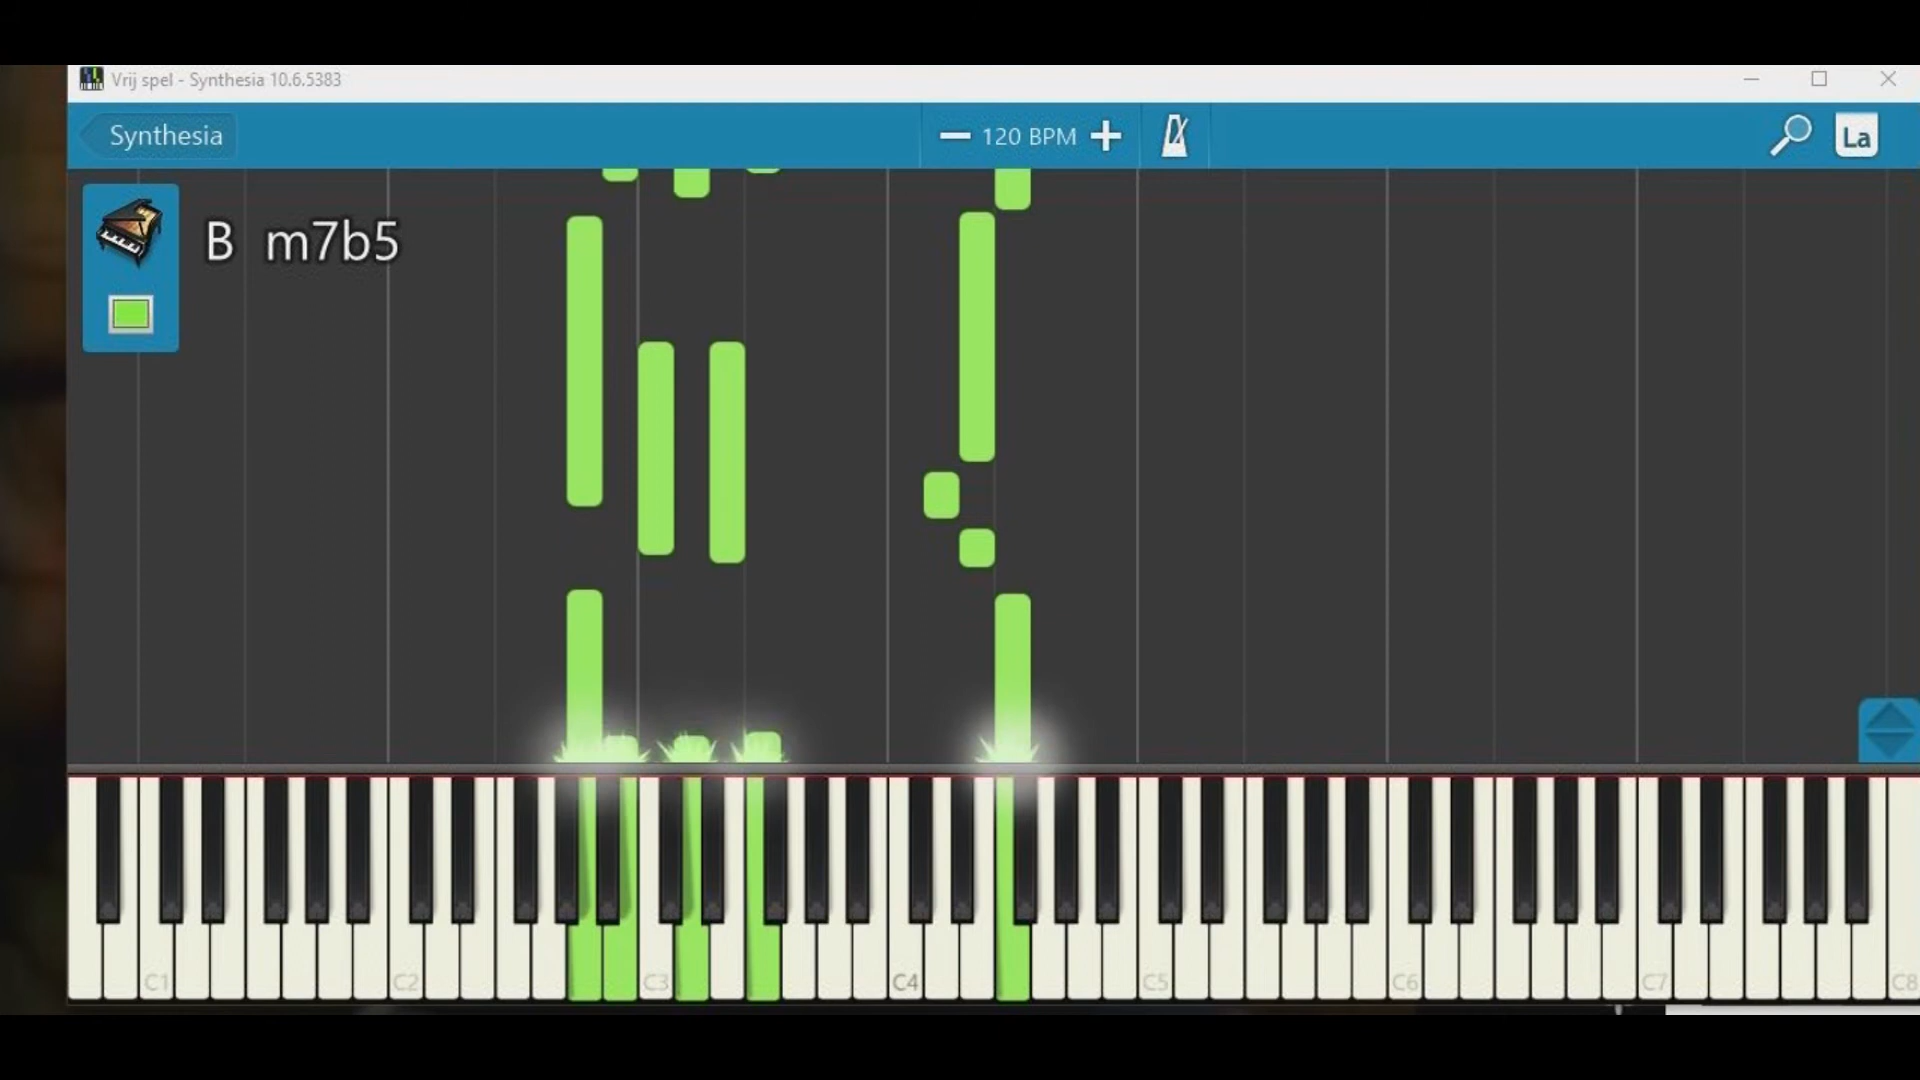 Vrij spel - Synthesia 10.6.5383
Synthesia
120 BPM
La
B m7b5
C1
C2
C3
C4
C5
C6
C7
C8